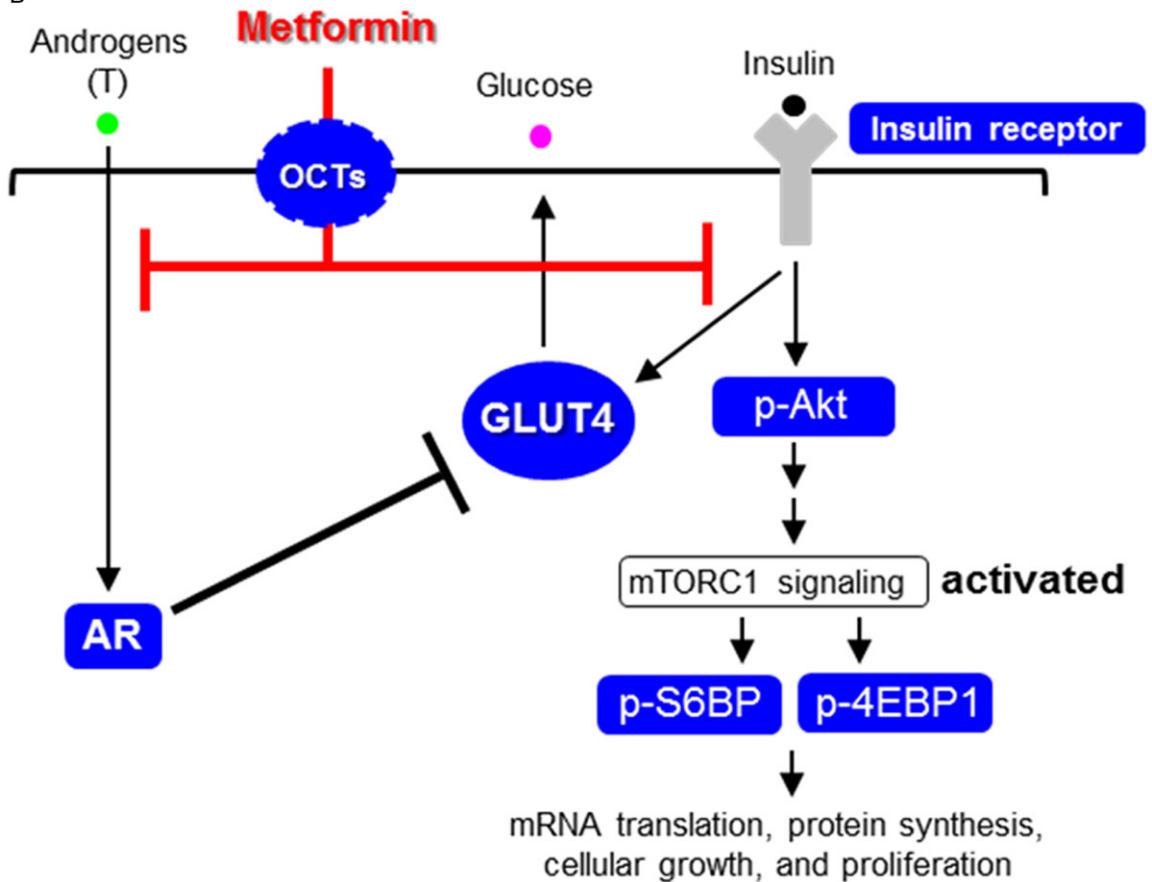 B
Androgens
(T)
Metformin
Glucose
Insulin
Insulin receptor
OCTs
GLUT4
p-Akt
mTORC1 signaling
activated
AR
p-S6BP
p-4EBP1
mRNA translation, protein synthesis,
cellular growth, and proliferation